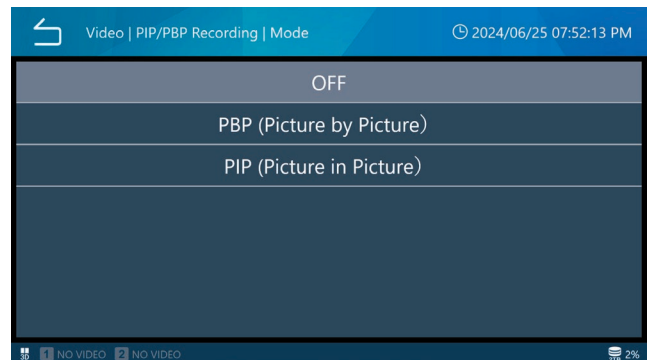 Video | PIP/PBP Recording | Mode
2024/06/25 07:52:13 PM
OFF
PBP (Picture by Picture）
PIP (Picture in Picture）
3D 1 NO VIDEO 2 NO VIDEO
2%